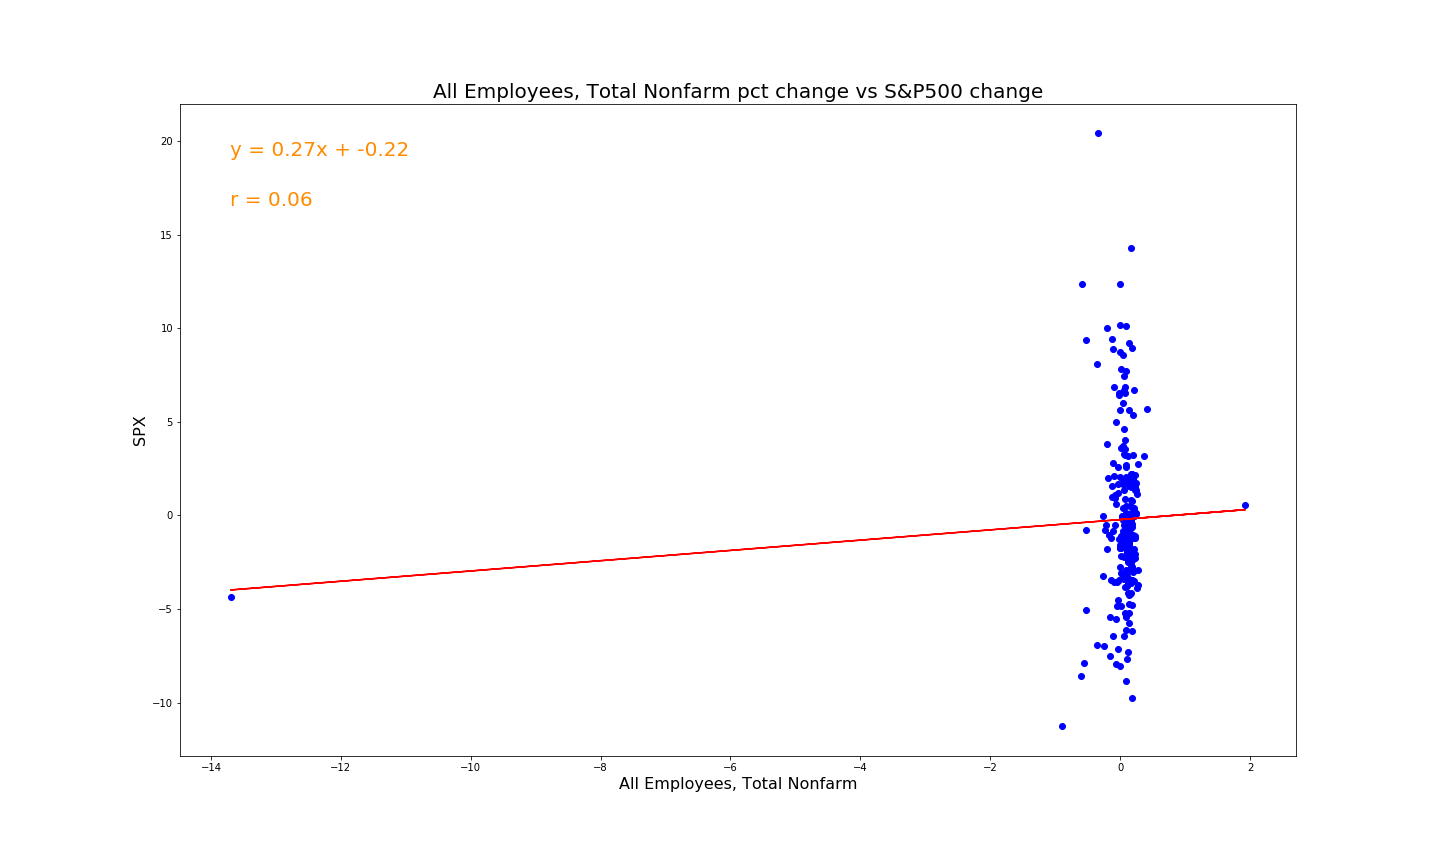 All Employees, Total Nonfarm pct change vs S&P500 change
y = 0.27x + -0.22
r = 0.06
20
15
10
5
0
−5
−10
SPX
−14 −12 −10 −8 −6 −4 −2 0 2
All Employees, Total Nonfarm